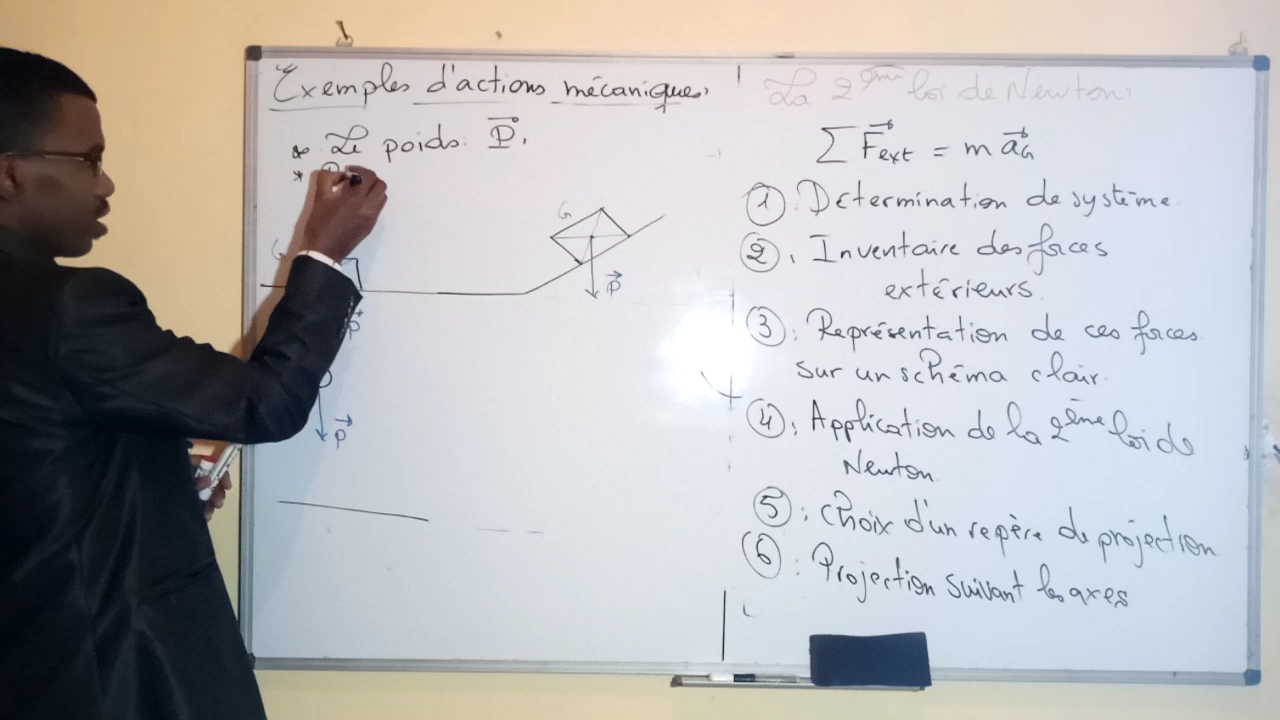 Exemples d'actions mécaniques
* Le poids: P⃗.
*
G
G
P⃗
P⃗
P⃗
La 2ème loi de Newton:
∑ F⃗ext = m a⃗G
① : Détermination de système
② : Inventaire des forces
extérieurs.
③ : Représentation de ces forces
sur un schéma clair.
④ : Application de la 2ème loi de
Newton
⑤ : Choix d'un repère de projection
⑥ : Projection suivant les axes